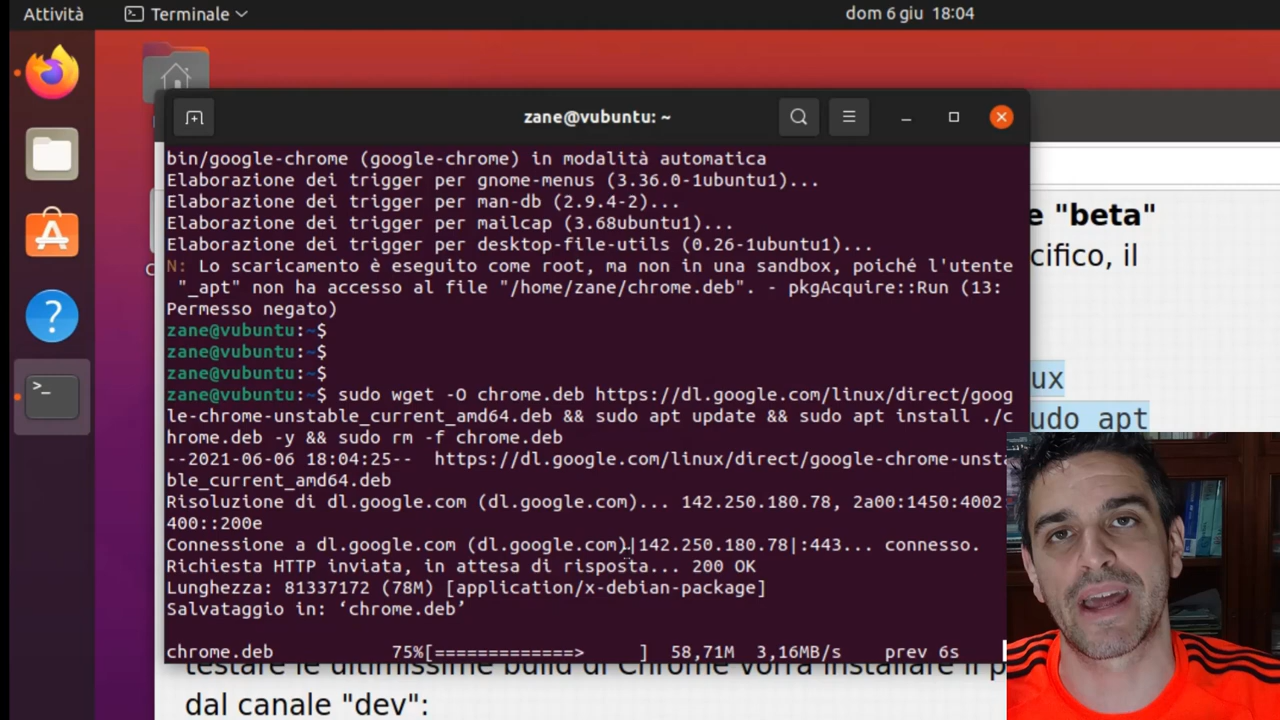 Attività
Terminale
dom 6 giu 18:04
zane@vubuntu: ~
bin/google-chrome (google-chrome) in modalità automatica
Elaborazione dei trigger per gnome-menus (3.36.0-1ubuntu1)...
Elaborazione dei trigger per man-db (2.9.4-2)...
Elaborazione dei trigger per mailcap (3.68ubuntu1)...
Elaborazione dei trigger per desktop-file-utils (0.26-1ubuntu1)...
N: Lo scaricamento è eseguito come root, ma non in una sandbox, poiché l'utente
"_apt" non ha accesso al file "/home/zane/chrome.deb". - pkgAcquire::Run (13:
Permesso negato)
zane@vubuntu:~$
zane@vubuntu:~$
zane@vubuntu:~$
zane@vubuntu:~$ sudo wget -O chrome.deb https://dl.google.com/linux/direct/goog
le-chrome-unstable_current_amd64.deb && sudo apt update && sudo apt install ./c
hrome.deb -y && sudo rm -f chrome.deb
--2021-06-06 18:04:25--  https://dl.google.com/linux/direct/google-chrome-unsta
ble_current_amd64.deb
Risoluzione di dl.google.com (dl.google.com)... 142.250.180.78, 2a00:1450:4002:
400::200e
Connessione a dl.google.com (dl.google.com)|142.250.180.78|:443... connesso.
Richiesta HTTP inviata, in attesa di risposta... 200 OK
Lunghezza: 81337172 (78M) [application/x-debian-package]
Salvataggio in: ‘chrome.deb’
chrome.deb 75%[=============> ] 58,71M 3,16MB/s prev 6s
e "beta"
cifico, il
ux
udo apt
testare le ultimissime build di Chrome vorrà installare il p
dal canale "dev":